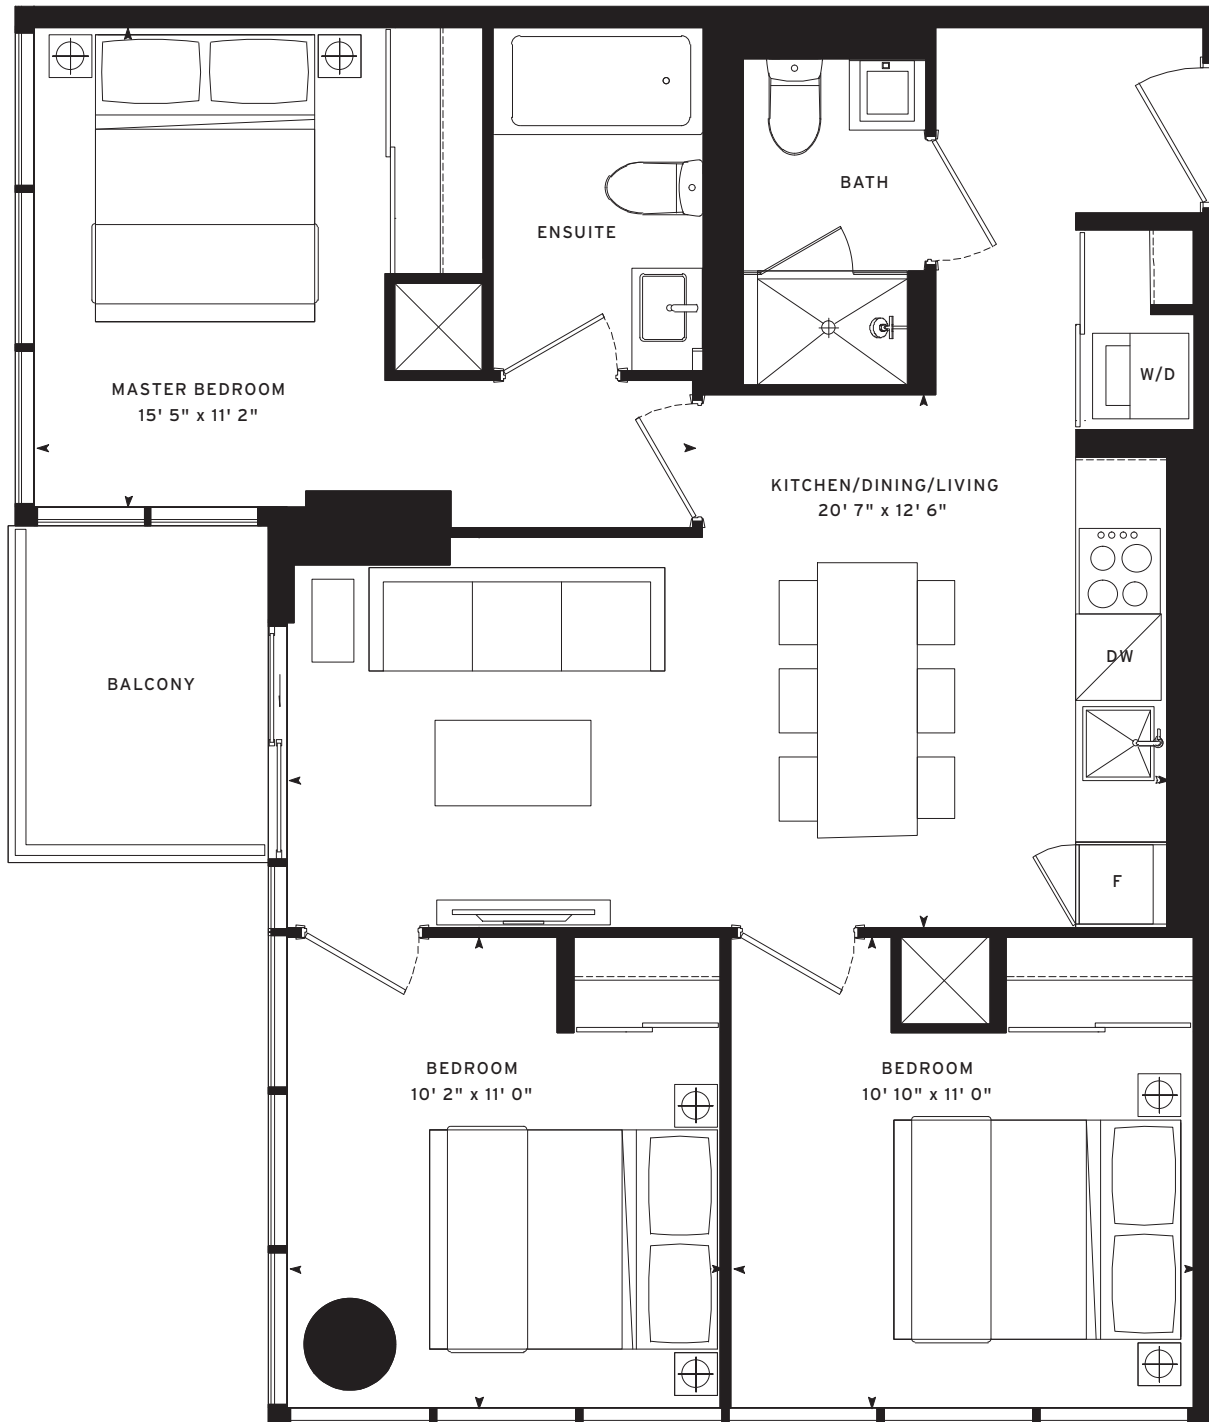 BATH
ENSUITE
W/D
MASTER BEDROOM
15' 5" x 11' 2"
KITCHEN/DINING/LIVING
20' 7" x 12' 6"
DW
BALCONY
F
BEDROOM
10' 2" x 11' 0"
BEDROOM
10' 10" x 11' 0"